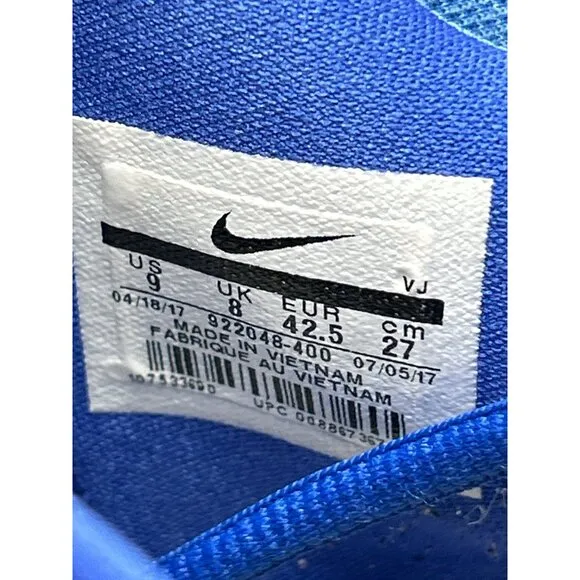 VJ
US UK EUR cm
9 8 42.5 27
04/18/17 922048-400 07/05/17
MADE IN VIETNAM
FABRIQUE AU VIETNAM
UPC